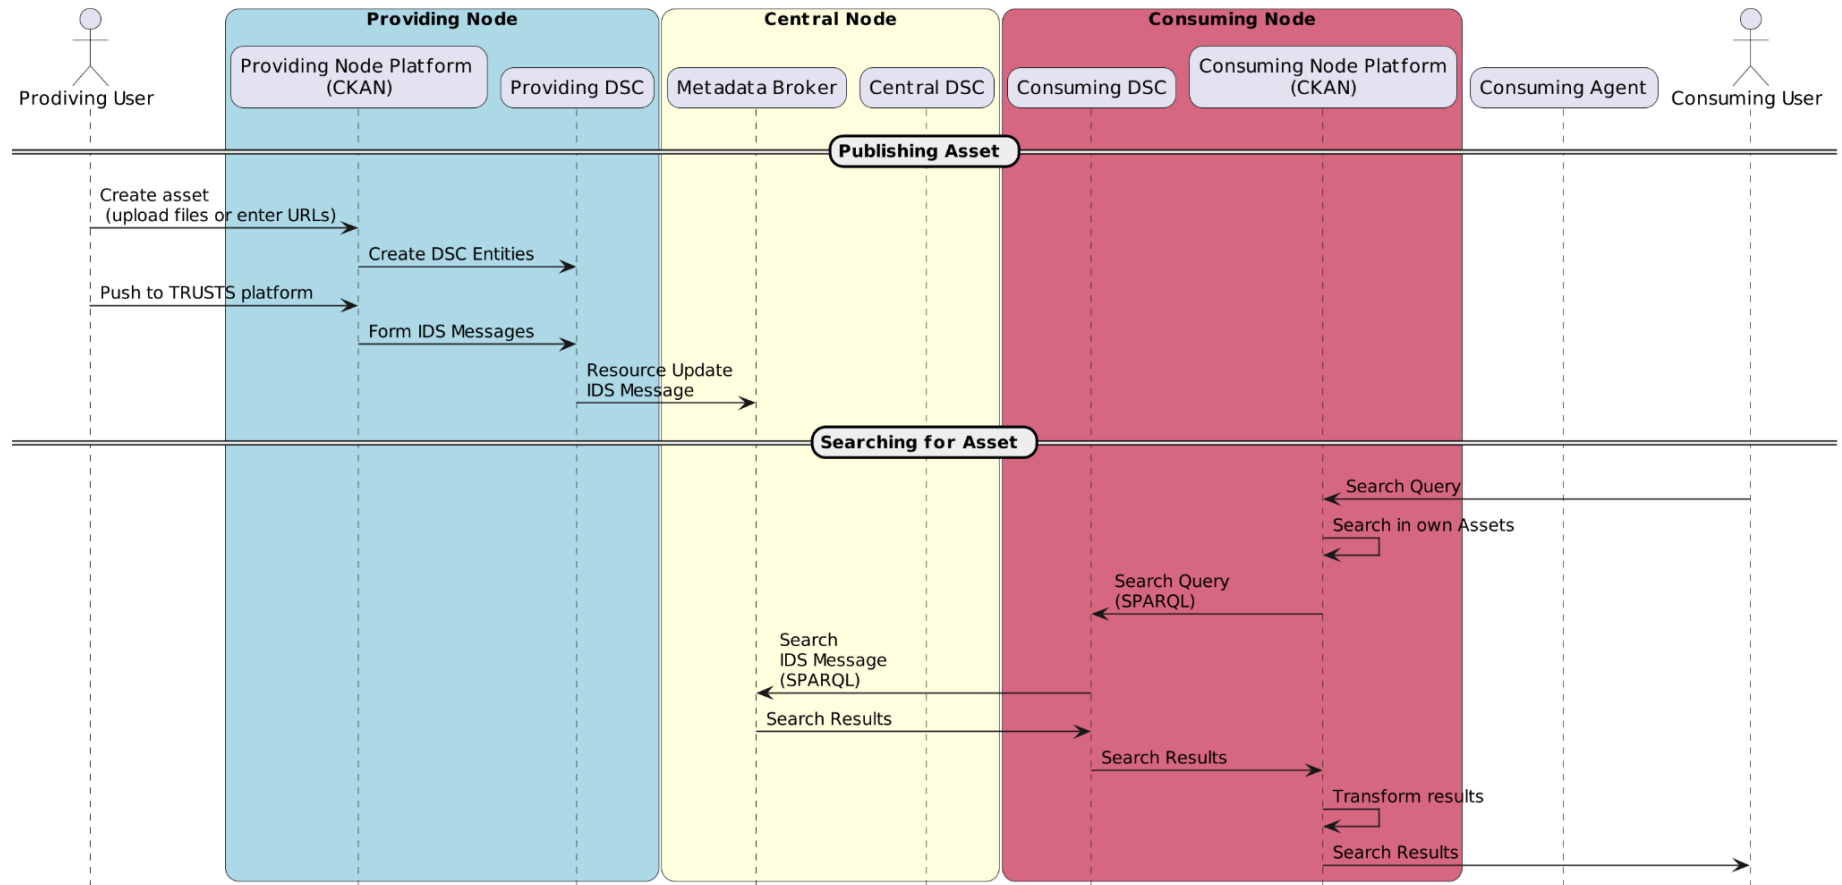 Providing Node
Central Node
Consuming Node
Prodiving User
Providing Node Platform
(CKAN)
Providing DSC
Metadata Broker
Central DSC
Consuming DSC
Consuming Node Platform
(CKAN)
Consuming Agent
Consuming User
Publishing Asset
Create asset
(upload files or enter URLs)
Create DSC Entities
Push to TRUSTS platform
Form IDS Messages
Resource Update
IDS Message
Searching for Asset
Search Query
Search in own Assets
Search Query
(SPARQL)
Search
IDS Message
(SPARQL)
Search Results
Search Results
Transform results
Search Results